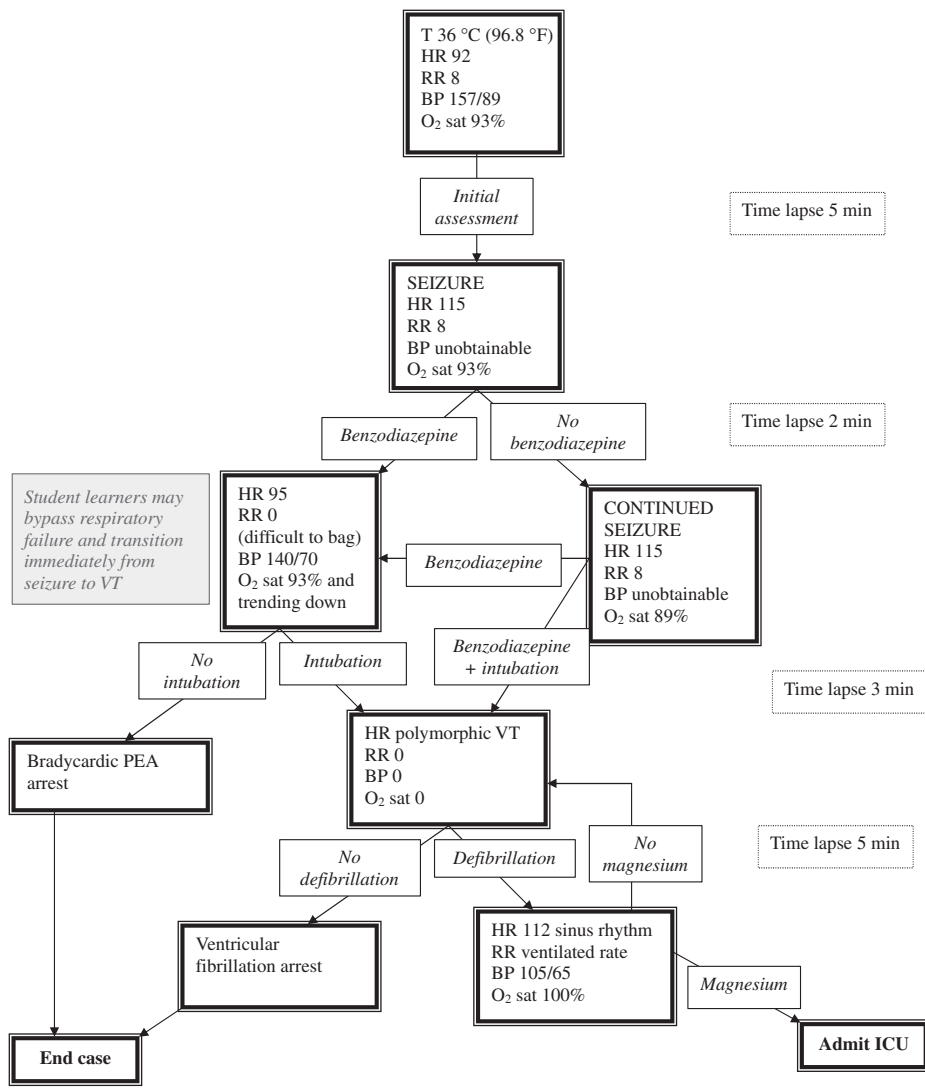 T 36 °C (96.8 °F)
HR 92
RR 8
BP 157/89
O₂ sat 93%
Initial
assessment
Time lapse 5 min
SEIZURE
HR 115
RR 8
BP unobtainable
O₂ sat 93%
Benzodiazepine
No
benzodiazepine
Time lapse 2 min
Student learners may
bypass respiratory
failure and transition
immediately from
seizure to VT
HR 95
RR 0
(difficult to bag)
BP 140/70
O₂ sat 93% and
trending down
Benzodiazepine
CONTINUED
SEIZURE
HR 115
RR 8
BP unobtainable
O₂ sat 89%
No
intubation
Intubation
Benzodiazepine
+ intubation
Time lapse 3 min
Bradycardic PEA
arrest
HR polymorphic VT
RR 0
BP 0
O₂ sat 0
No
defibrillation
Defibrillation
No
magnesium
Time lapse 5 min
Ventricular
fibrillation arrest
HR 112 sinus rhythm
RR ventilated rate
BP 105/65
O₂ sat 100%
Magnesium
End case
Admit ICU